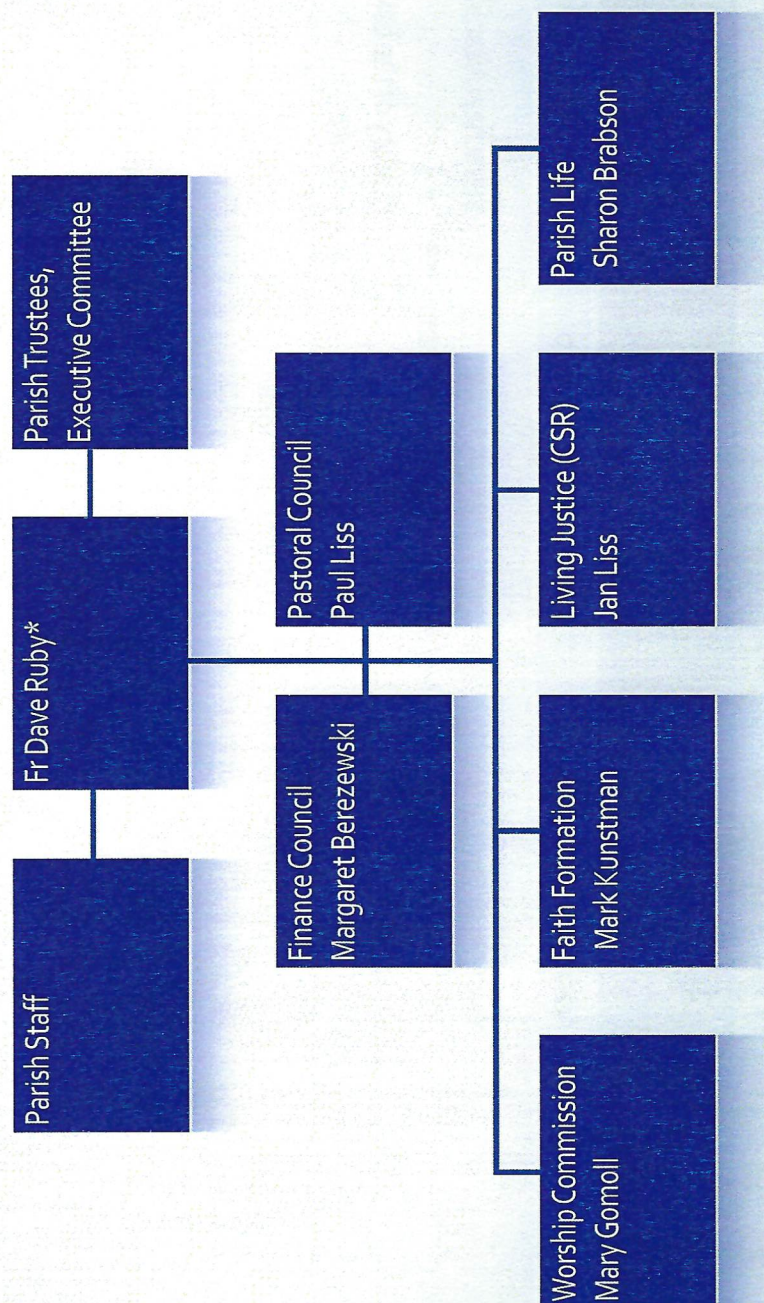 Parish Staff
Fr Dave Ruby*
Parish Trustees,
Executive Committee
Finance Council
Margaret Berezewski
Pastoral Council
Paul Liss
Worship Commission
Mary Gomoll
Faith Formation
Mark Kunstman
Living Justice (CSR)
Jan Liss
Parish Life
Sharon Brabson